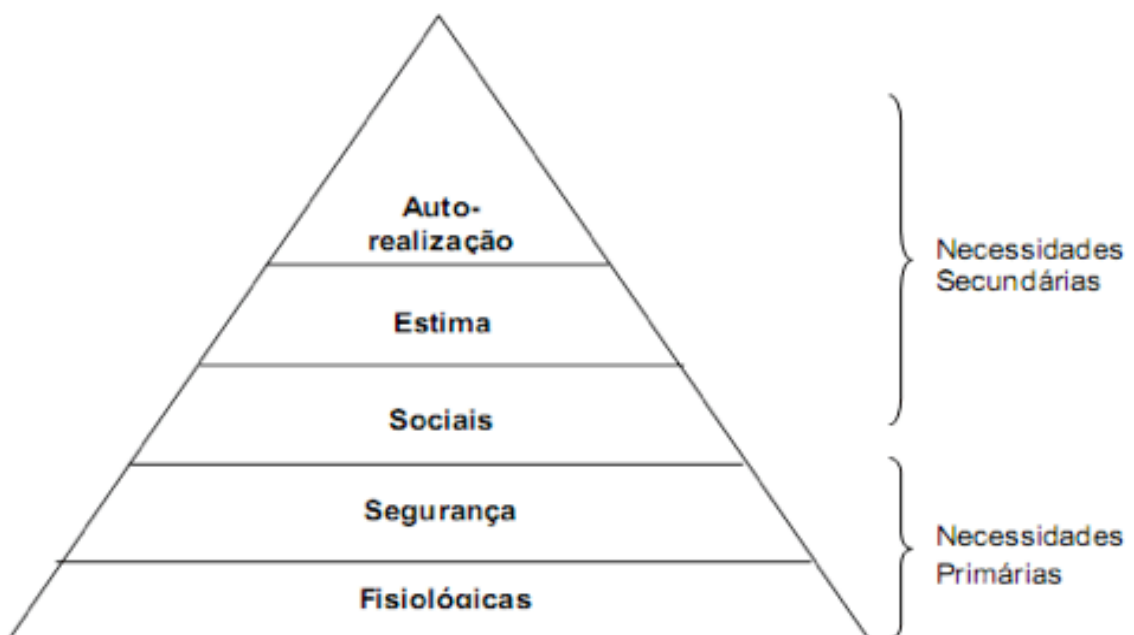 Auto-
realização
Estima
Sociais
Segurança
Fisiológicas
Necessidades
Secundárias
Necessidades
Primárias